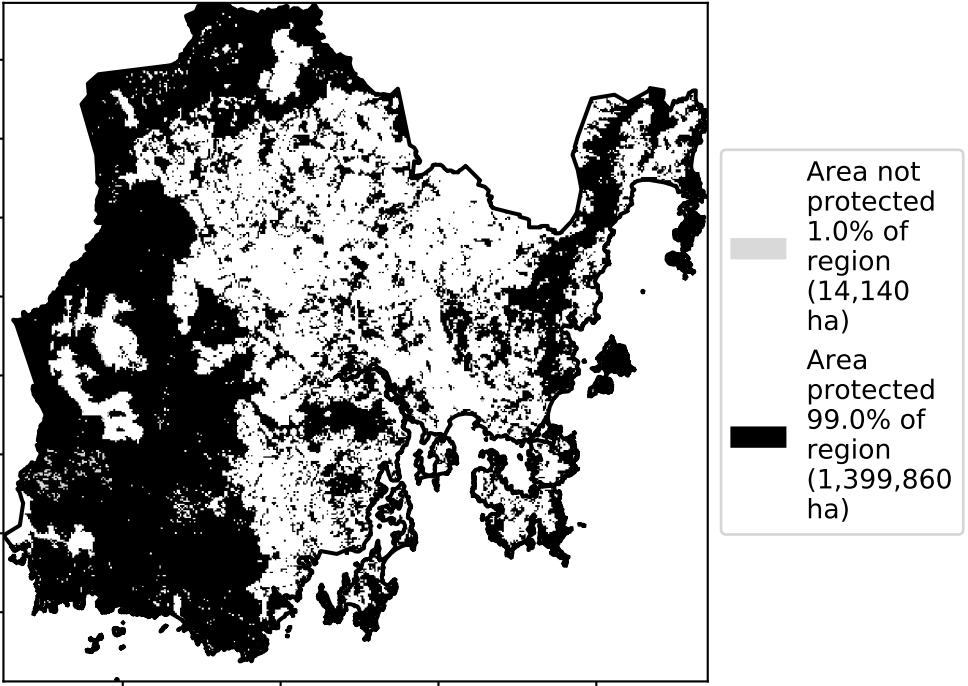 Area not
protected
1.0% of
region
(14,140
ha)
Area
protected
99.0% of
region
(1,399,860
ha)